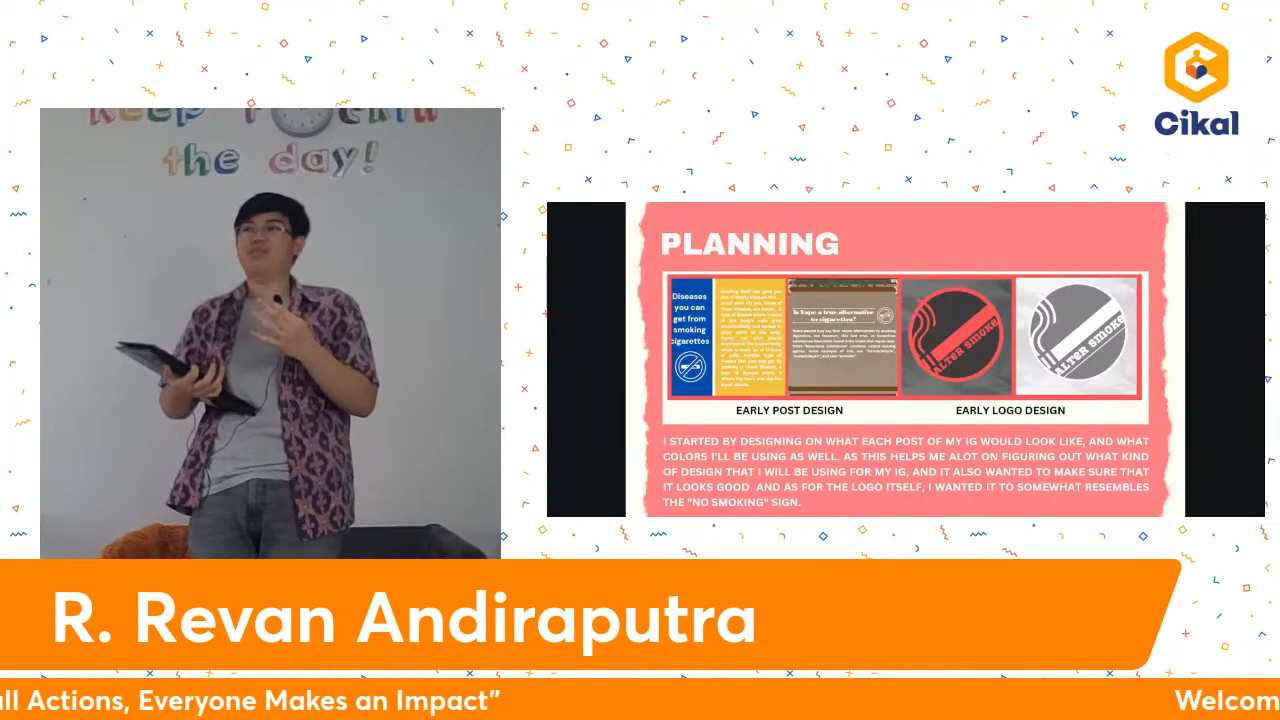 Keep r ckin
the day!
Cikal
PLANNING
Diseases
you can
get from
smoking
cigarettes
Is Vape a true alternative
to cigarettes?
ALTER SMOKE
ALTER SMOKE
EARLY POST DESIGN
EARLY LOGO DESIGN
I STARTED BY DESIGNING ON WHAT EACH POST OF MY IG WOULD LOOK LIKE, AND WHAT
COLORS I'LL BE USING AS WELL. AS THIS HELPS ME ALOT ON FIGURING OUT WHAT KIND
OF DESIGN THAT I WILL BE USING FOR MY IG, AND IT ALSO WANTED TO MAKE SURE THAT
IT LOOKS GOOD AND AS FOR THE LOGO ITSELF, I WANTED IT TO SOMEWHAT RESEMBLES
THE "NO SMOKING" SIGN.
R. Revan Andiraputra
all Actions, Everyone Makes an Impact” Welcom